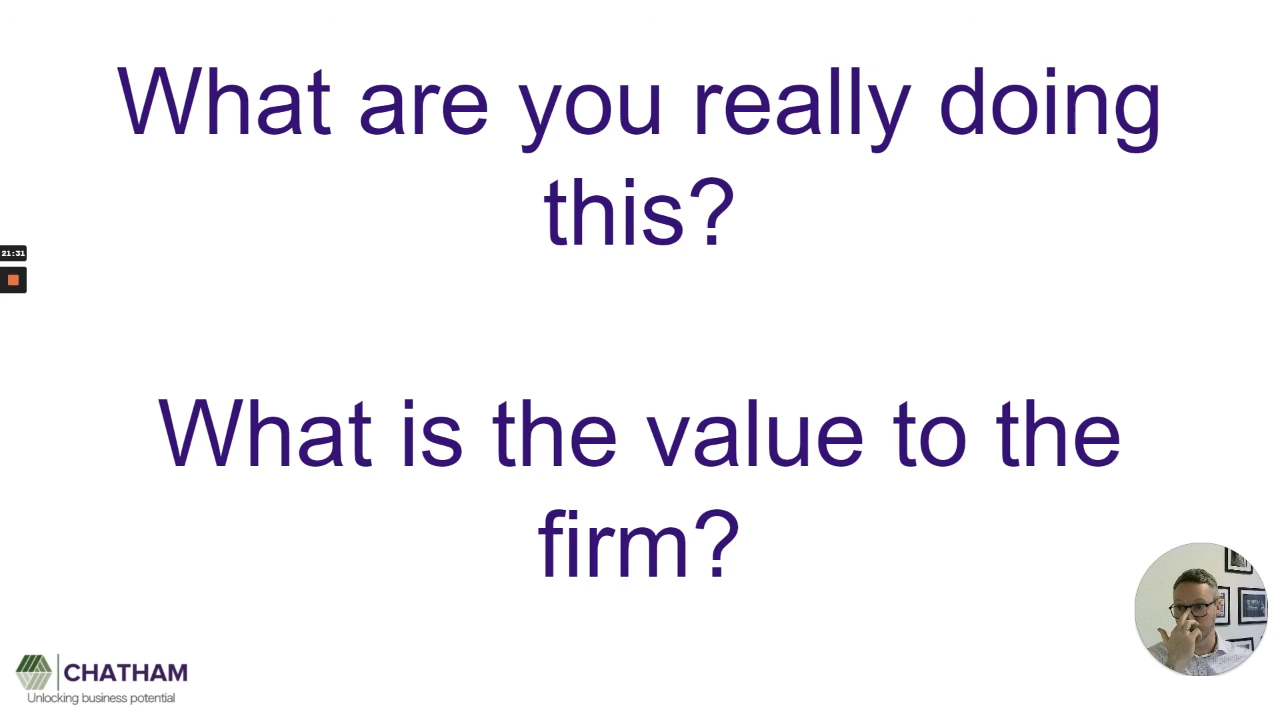 What are you really doing
this?
21:31
What is the value to the
firm?
CHATHAM
Unlocking business potential